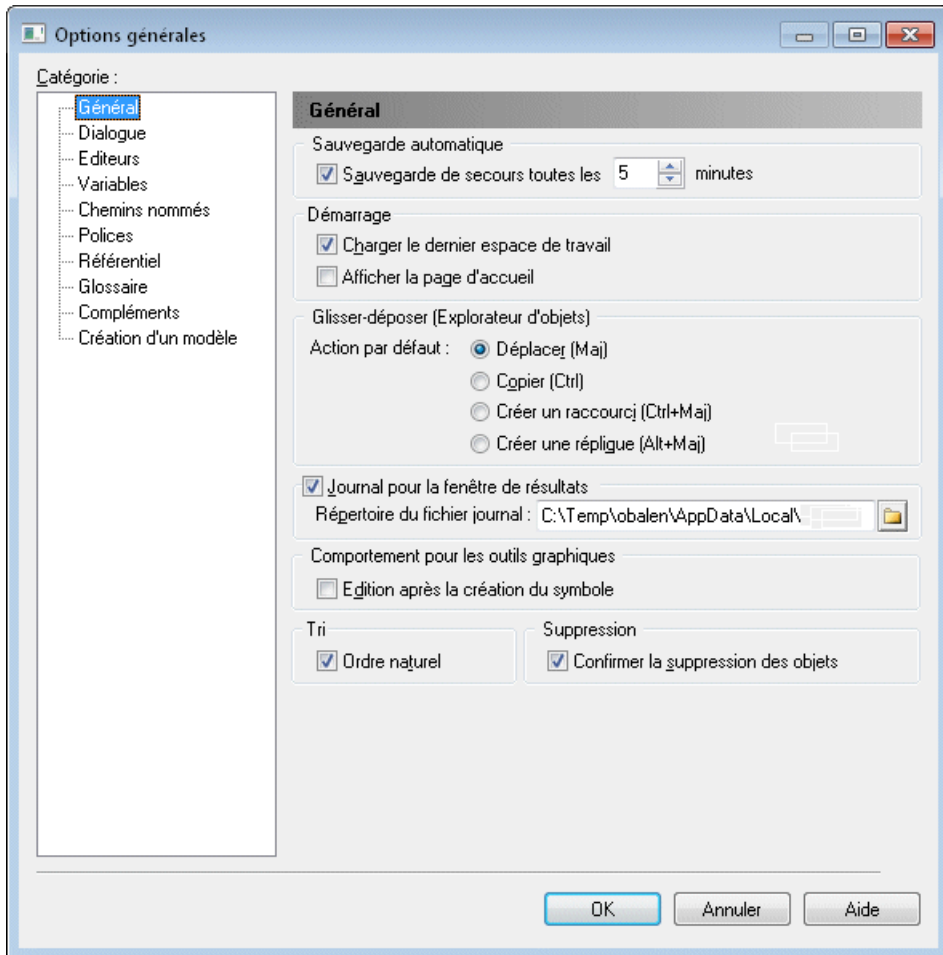 Options générales
Catégorie :
Général
Dialogue
Editeurs
Variables
Chemins nommés
Polices
Référentiel
Glossaire
Compléments
Création d'un modèle
Général
Sauvegarde automatique
Sauvegarde de secours toutes les 5 minutes
Démarrage
Charger le dernier espace de travail
Afficher la page d'accueil
Glisser-déposer (Explorateur d'objets)
Action par défaut : Déplacer (Maj)
Copier (Ctrl)
Créer un raccourci (Ctrl+Maj)
Créer une réplique (Alt+Maj)
Journal pour la fenêtre de résultats
Répertoire du fichier journal : C:\Temp\obalen\AppData\Local\
Comportement pour les outils graphiques
Edition après la création du symbole
Tri
Ordre naturel
Suppression
Confirmer la suppression des objets
OK Annuler Aide